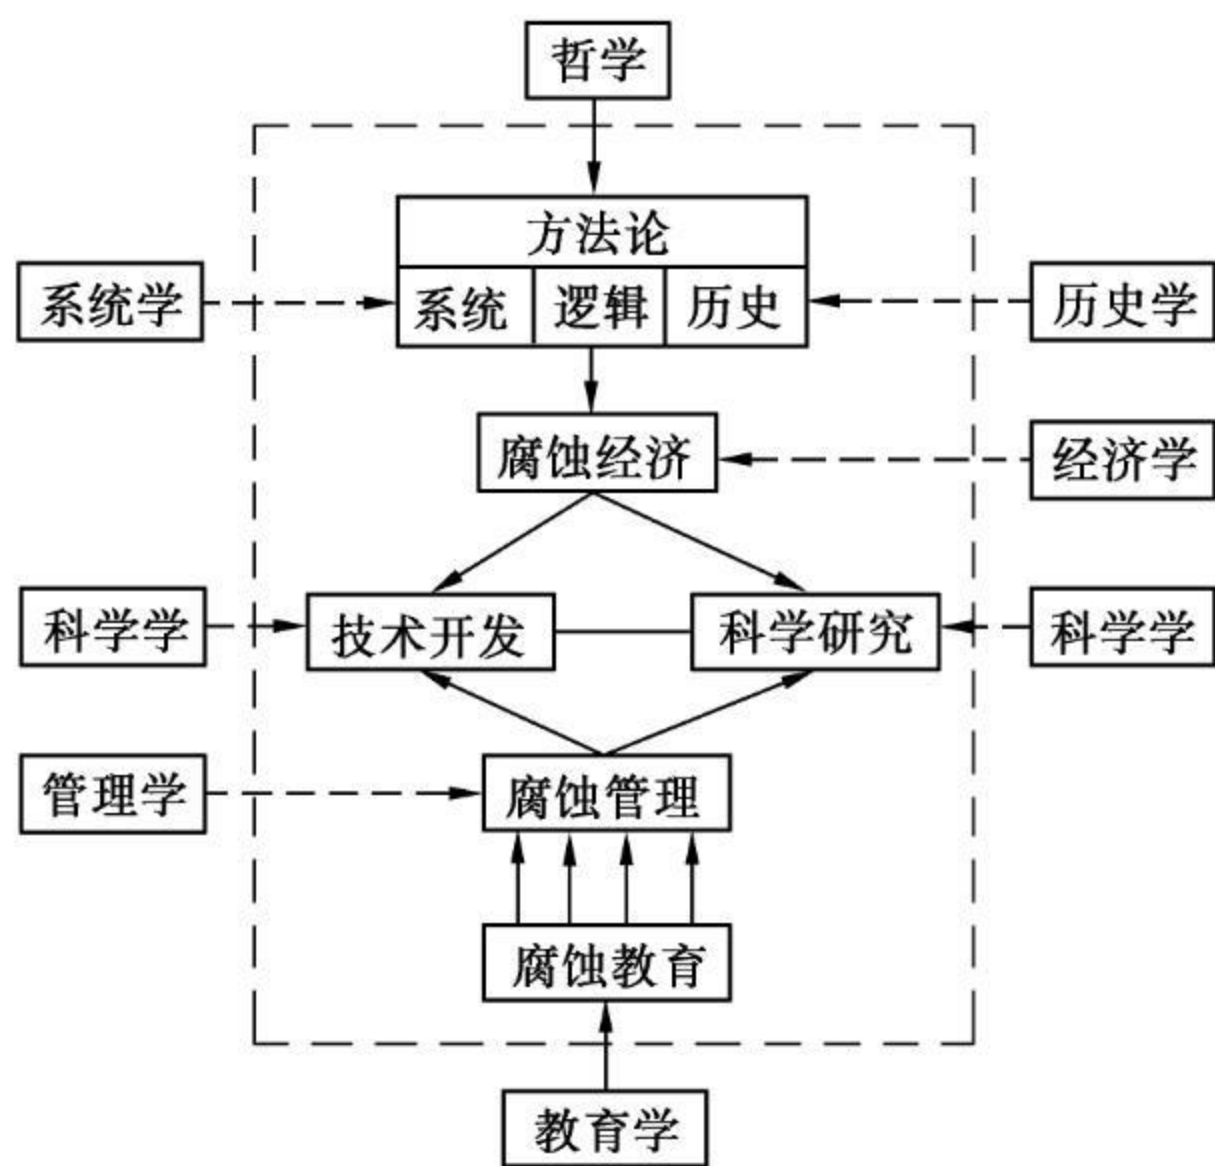 哲学
方法论
系统学
系统
逻辑
历史
历史学
腐蚀经济
经济学
科学学
技术开发
科学研究
科学学
管理学
腐蚀管理
腐蚀教育
教育学